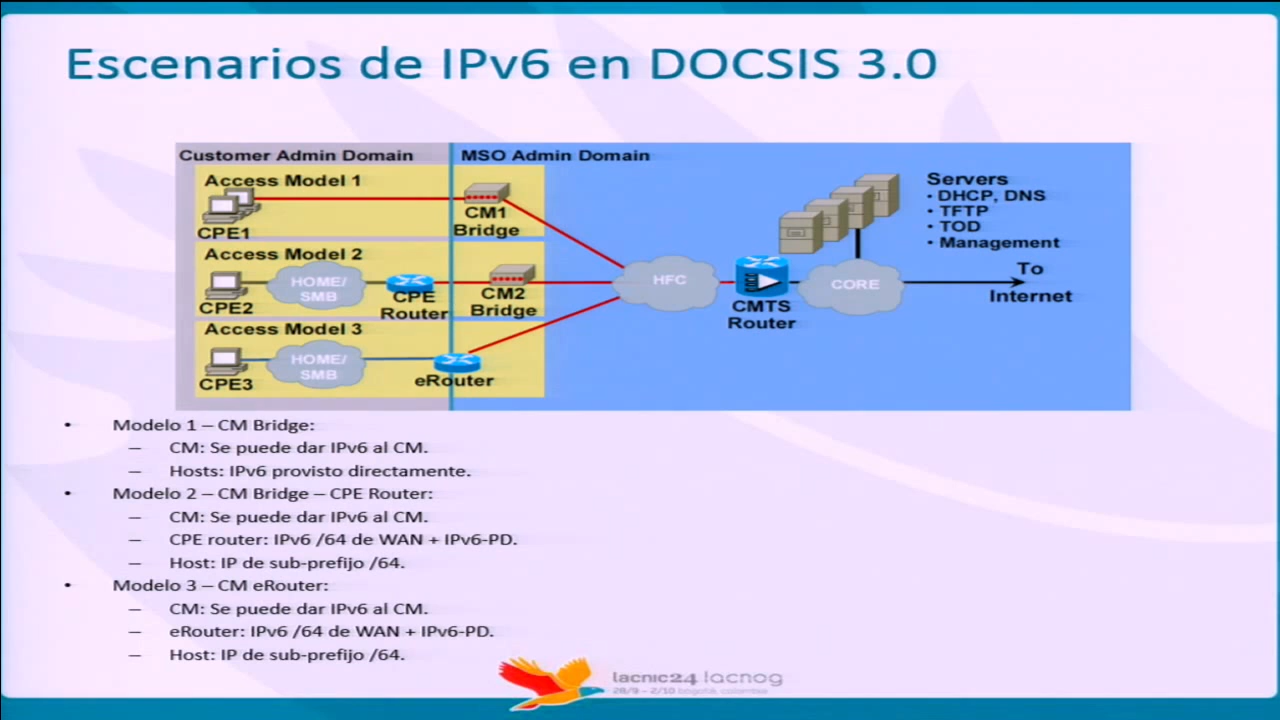 Escenarios de IPv6 en DOCSIS 3.0
Customer Admin Domain
MSO Admin Domain
Access Model 1
CPE1
CM1
Bridge
Access Model 2
CPE2
HOME/
SMB
CPE
Router
CM2
Bridge
Access Model 3
CPE3
HOME/
SMB
eRouter
HFC
CMTS
Router
CORE
Servers
• DHCP, DNS
• TFTP
• TOD
• Management
To
Internet
• Modelo 1 – CM Bridge:
– CM: Se puede dar IPv6 al CM.
– Hosts: IPv6 provisto directamente.
• Modelo 2 – CM Bridge – CPE Router:
– CM: Se puede dar IPv6 al CM.
– CPE router: IPv6 /64 de WAN + IPv6-PD.
– Host: IP de sub-prefijo /64.
• Modelo 3 – CM eRouter:
– CM: Se puede dar IPv6 al CM.
– eRouter: IPv6 /64 de WAN + IPv6-PD.
– Host: IP de sub-prefijo /64.
lacnic24 lacnog
28/9 - 2/10 bogotá, colombia